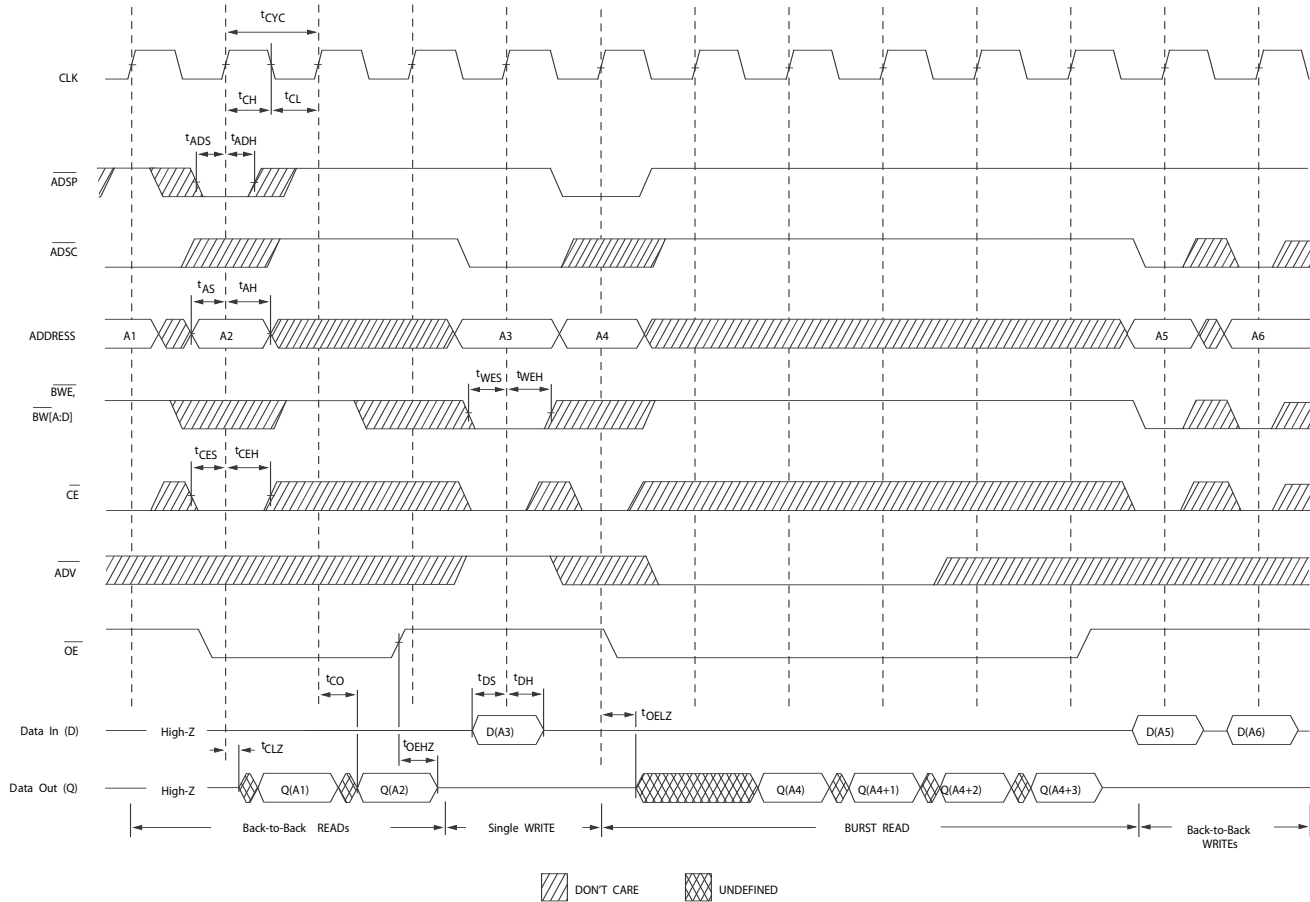 tCYC
CLK
tCH
tCL
tADS
tADH
ADSP
ADSC
tAS
tAH
ADDRESS
A1
A2
A3
A4
A5
A6
BWE,
BW[A:D]
tWES
tWEH
tCES
tCEH
CE
ADV
OE
tCO
tDS
tDH
tOELZ
Data In (D)
High-Z
D(A3)
D(A5)
D(A6)
tCLZ
tOEHZ
Data Out (Q)
High-Z
Q(A1)
Q(A2)
Q(A4)
Q(A4+1)
Q(A4+2)
Q(A4+3)
Back-to-Back READs
Single WRITE
BURST READ
Back-to-Back
WRITEs
DON'T CARE
UNDEFINED